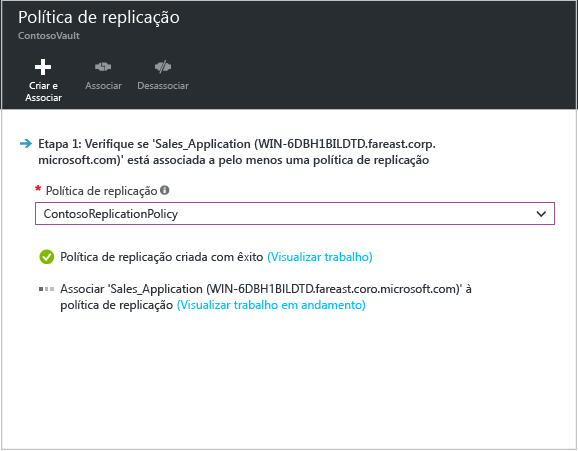 Política de replicação
ContosoVault
Criar e
Associar
Associar
Desassociar
Etapa 1: Verifique se 'Sales_Application (WIN-6DBH1BILDTD.fareast.corp.
microsoft.com)' está associada a pelo menos uma política de replicação
* Política de replicação
ContosoReplicationPolicy
Política de replicação criada com êxito (Visualizar trabalho)
Associar 'Sales_Application (WIN-6DBH1BILDTD.fareast.coro.microsoft.com)' à
política de replicação (Visualizar trabalho em andamento)